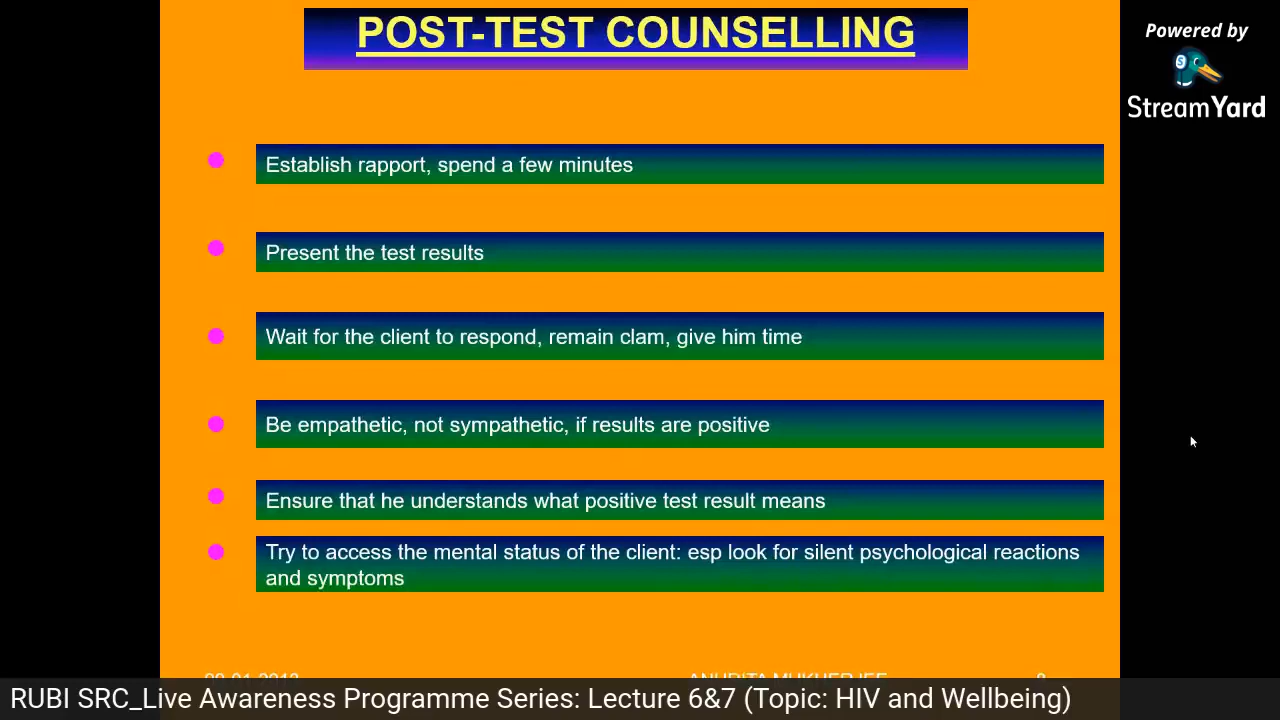 POST-TEST COUNSELLING
Powered by
StreamYard
Establish rapport, spend a few minutes
Present the test results
Wait for the client to respond, remain clam, give him time
Be empathetic, not sympathetic, if results are positive
Ensure that he understands what positive test result means
Try to access the mental status of the client: esp look for silent psychological reactions
and symptoms
ANURITA MUKHERJEE
RUBI SRC_Live Awareness Programme Series: Lecture 6&7 (Topic: HIV and Wellbeing)